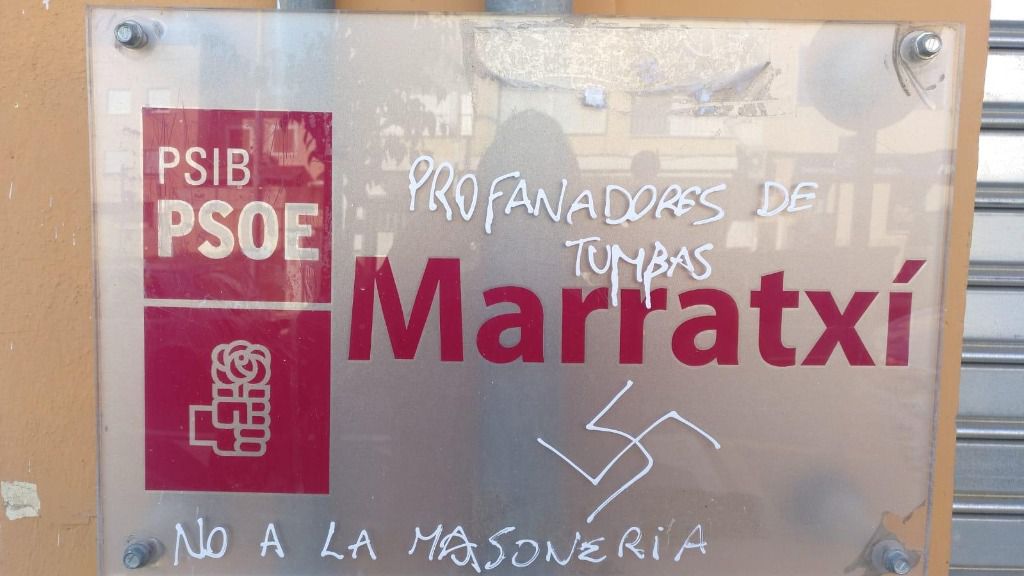 PSIB
PSOE
PROFANADORES DE
TUMBAS
Marratxí
NO A LA MASONERiA